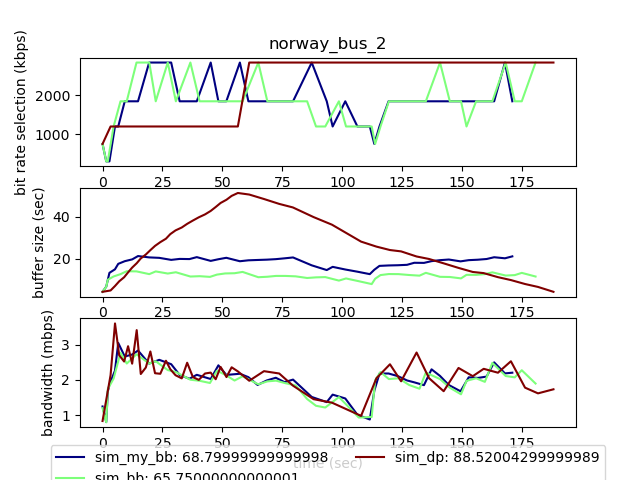 norway_bus_2
bit rate selection (kbps)
2000
1000
0 25 50 75 100 125 150 175
buffer size (sec)
40
20
0 25 50 75 100 125 150 175
bandwidth (mbps)
3
2
1
0 25 50 75 100 125 150 175
time (sec)
sim_my_bb: 68.79999999999998
sim_dp: 88.52004299999989
sim_bb: 65.75000000000001